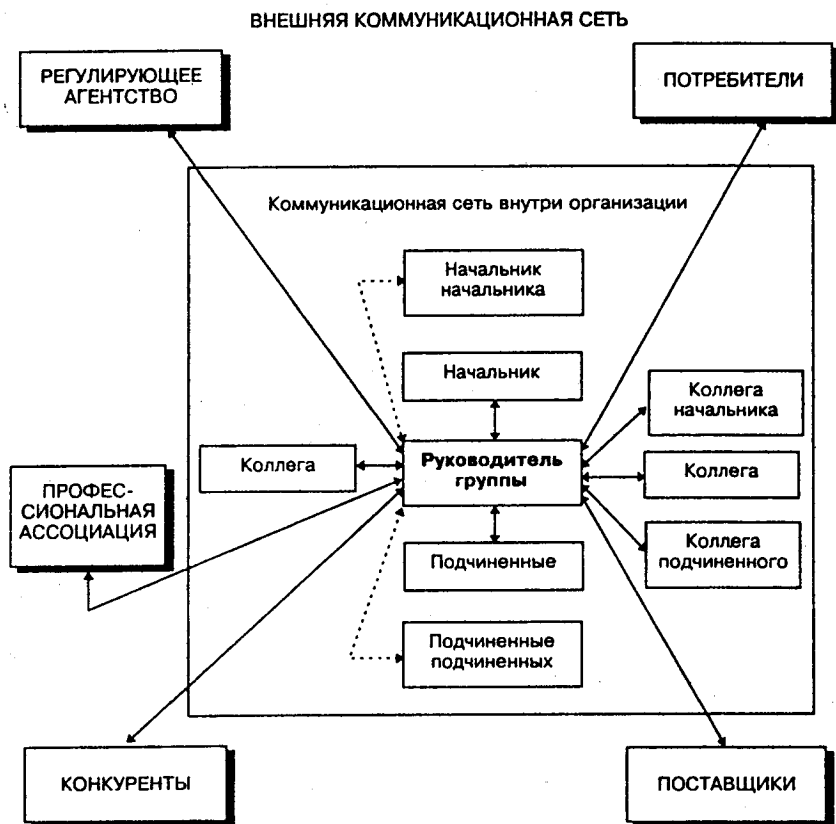 ВНЕШНЯЯ КОММУНИКАЦИОННАЯ СЕТЬ
РЕГУЛИРУЮЩЕЕ
АГЕНТСТВО
ПОТРЕБИТЕЛИ
Коммуникационная сеть внутри организации
Начальник
начальника
Начальник
Коллега
начальника
Коллега
Руководитель
группы
Коллега
ПРОФЕС-
СИОНАЛЬНАЯ
АССОЦИАЦИЯ
Подчиненные
Коллега
подчиненного
Подчиненные
подчиненных
КОНКУРЕНТЫ
ПОСТАВЩИКИ